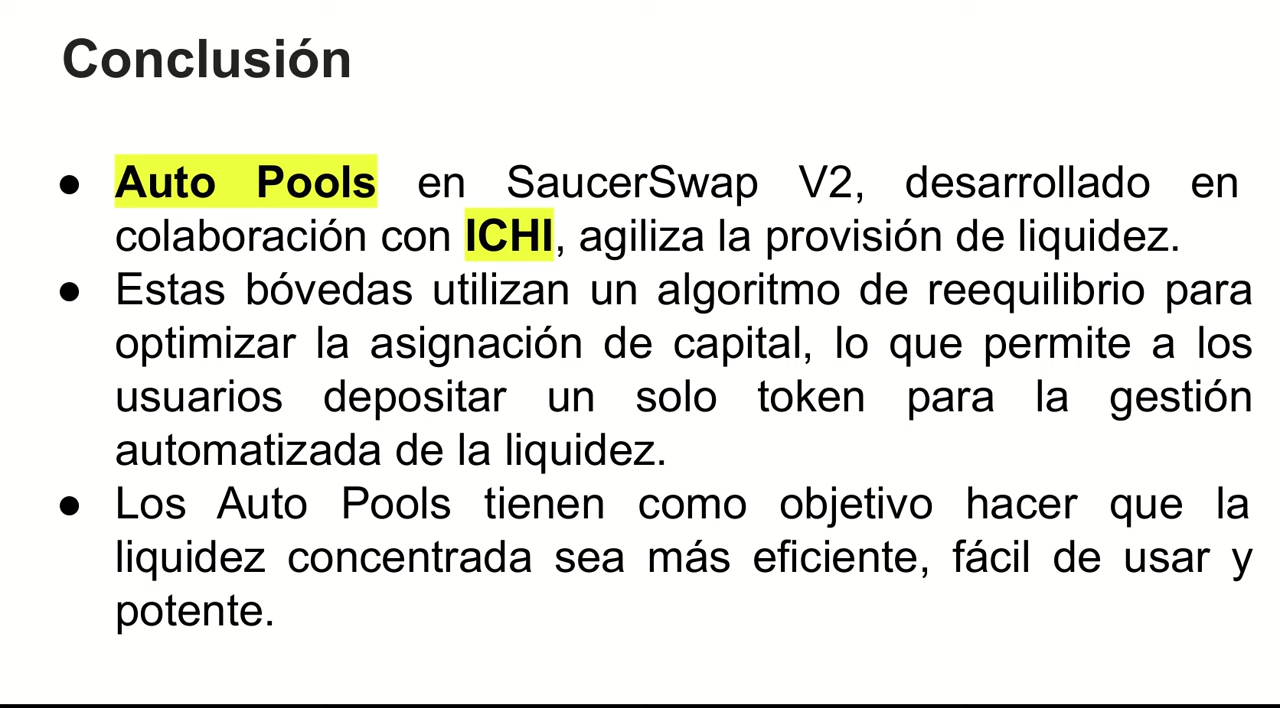 Conclusión
● Auto Pools en SaucerSwap V2, desarrollado en
colaboración con ICHI, agiliza la provisión de liquidez.
● Estas bóvedas utilizan un algoritmo de reequilibrio para
optimizar la asignación de capital, lo que permite a los
usuarios depositar un solo token para la gestión
automatizada de la liquidez.
● Los Auto Pools tienen como objetivo hacer que la
liquidez concentrada sea más eficiente, fácil de usar y
potente.